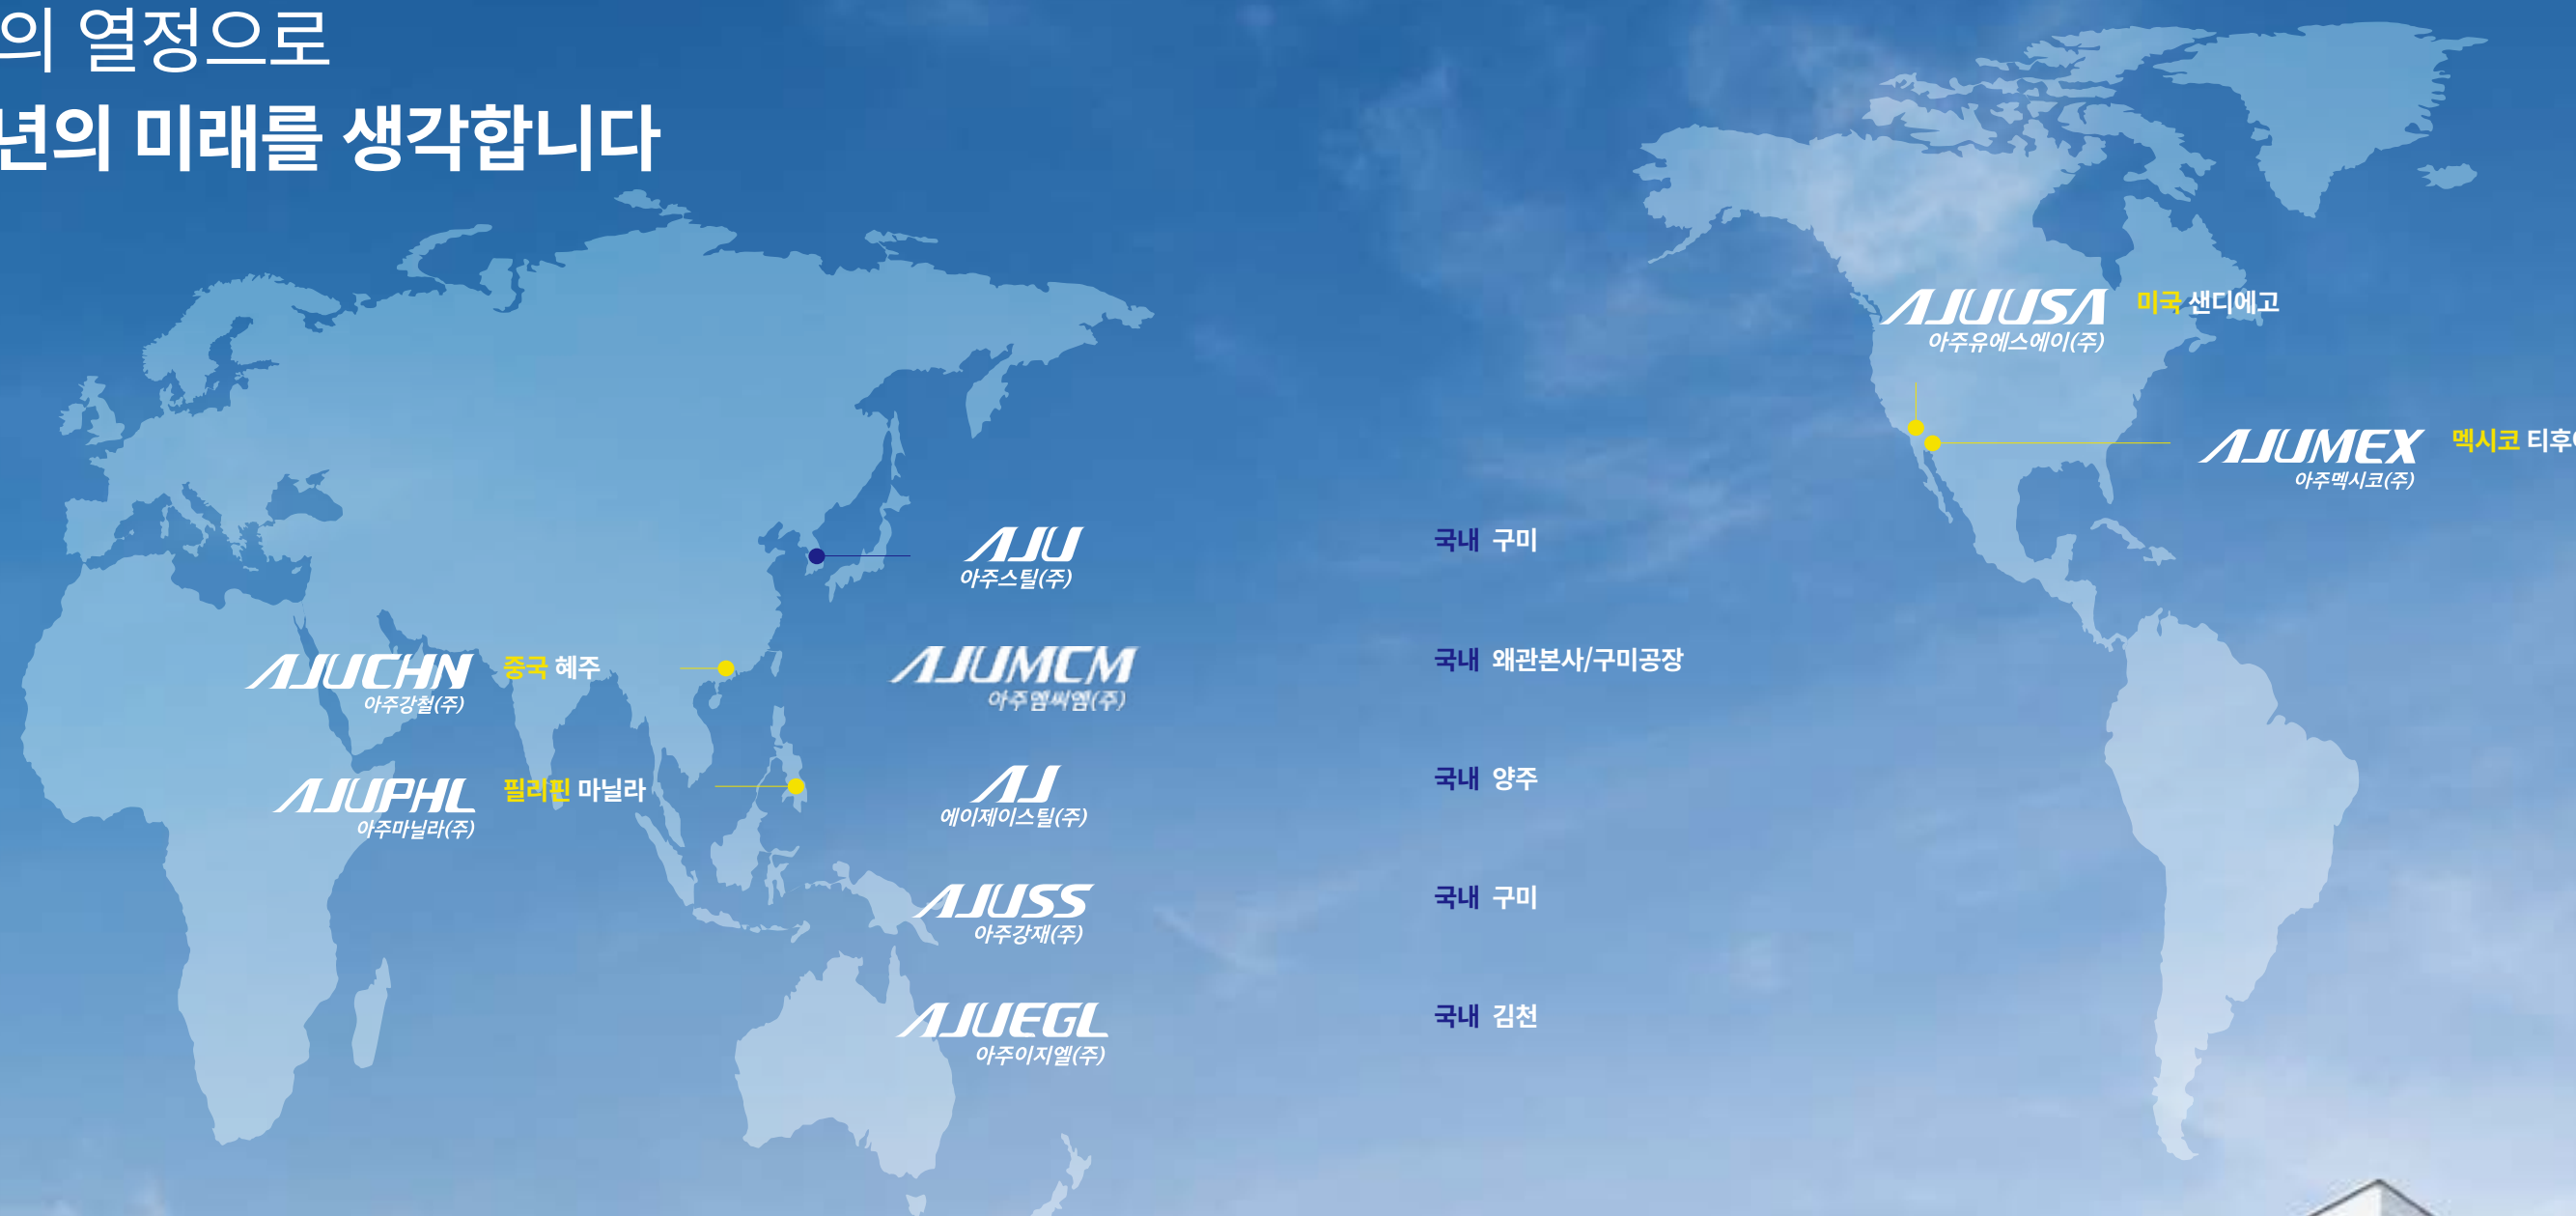 의 열정으로
년의 미래를 생각합니다
AJUUSA 미국 샌디에고
아주유에스에이(주)
AJUMEX 멕시코
아주멕시코(주)
AJU 국내 구미
아주스틸(주)
AJUCHN 중국 혜주
아주강철(주)
AJUMCM 국내 왜관본사/구미공장
아주엠씨엠(주)
AJUPHL 필리핀 마닐라
아주마닐라(주)
AJ 국내 양주
에이제이스틸(주)
AJUSS 국내 구미
아주강재(주)
AJUEGL 국내 김천
아주이지엘(주)